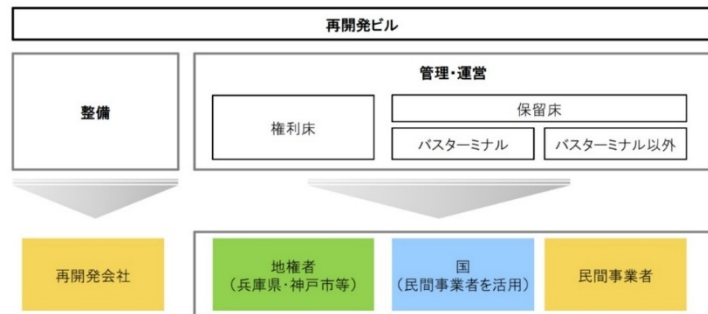 再開発ビル
整備
管理・運営
権利床
保留床
バスターミナル
バスターミナル以外
再開発会社
地権者
（兵庫県・神戸市等）
国
（民間事業者を活用）
民間事業者